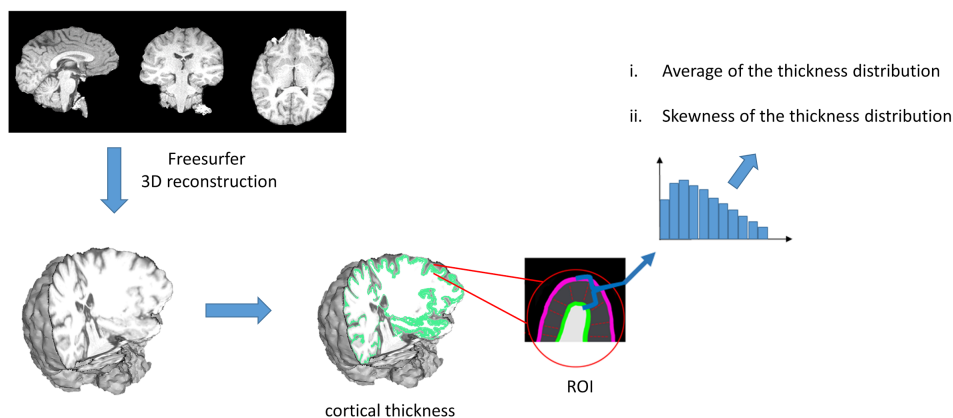 i. Average of the thickness distribution
ii. Skewness of the thickness distribution
Freesurfer
3D reconstruction
ROI
cortical thickness